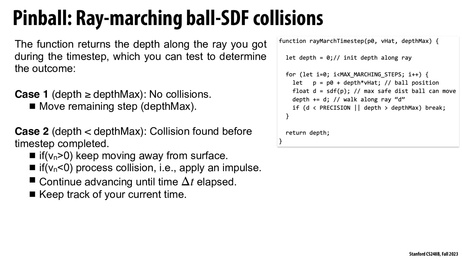 Pinball: Ray-marching ball-SDF collisions
The function returns the depth along the ray you got
during the timestep, which you can test to determine
the outcome:
Case 1 (depth ≥ depthMax): No collisions.
■ Move remaining step (depthMax).
Case 2 (depth < depthMax): Collision found before
timestep completed.
■ if(vₙ>0) keep moving away from surface.
■ if(vₙ<0) process collision, i.e., apply an impulse.
■ Continue advancing until time Δt elapsed.
■ Keep track of your current time.
function rayMarchTimestep(p0, vHat, depthMax) {
let depth = 0;// init depth along ray
for (let i=0; i<MAX_MARCHING_STEPS; i++) {
let p = p0 + depth*vHat; // ball position
float d = sdf(p); // max safe dist ball can move
depth += d; // walk along ray "d"
if (d < PRECISION || depth > depthMax) break;
}
return depth;
}
Stanford CS248B, Fall 2023